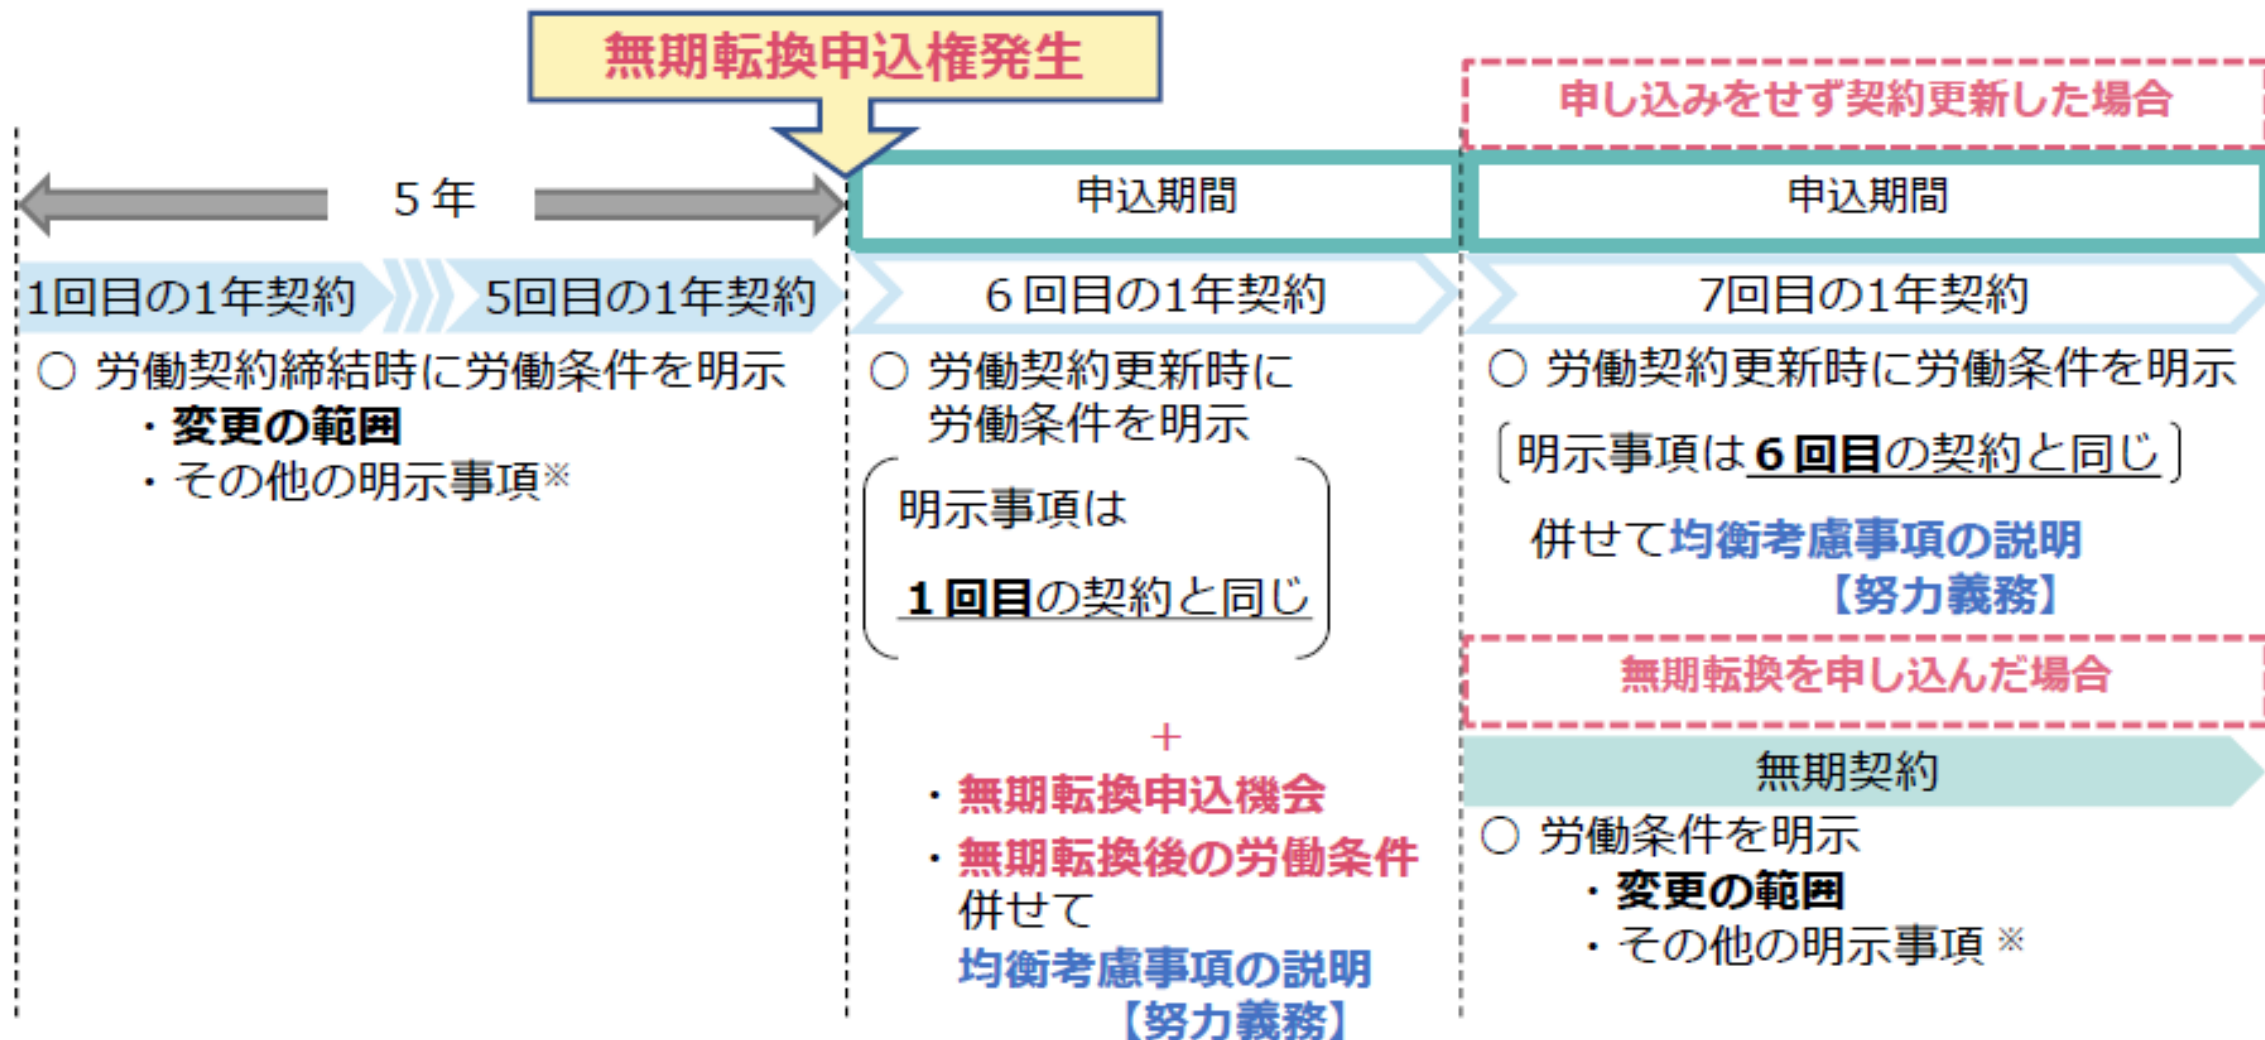 無期転換申込権発生
5年
1回目の1年契約
5回目の1年契約
○ 労働契約締結時に労働条件を明示
・変更の範囲
・その他の明示事項※
申込期間
6回目の1年契約
○ 労働契約更新時に
労働条件を明示
明示事項は
1回目の契約と同じ
+
・無期転換申込機会
・無期転換後の労働条件
併せて
均衡考慮事項の説明
【努力義務】
申し込みをせず契約更新した場合
申込期間
7回目の1年契約
○ 労働契約更新時に労働条件を明示
〔明示事項は6回目の契約と同じ〕
併せて均衡考慮事項の説明
【努力義務】
無期転換を申し込んだ場合
無期契約
○ 労働条件を明示
・変更の範囲
・その他の明示事項※